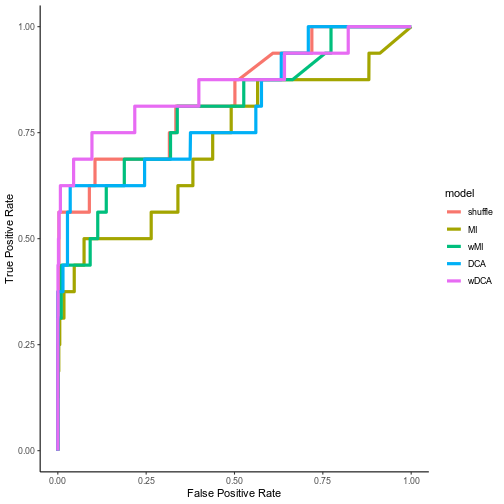 1.00
0.75
0.50
0.25
0.00
True Positive Rate
0.00 0.25 0.50 0.75 1.00
False Positive Rate
model
shuffle
MI
wMI
DCA
wDCA